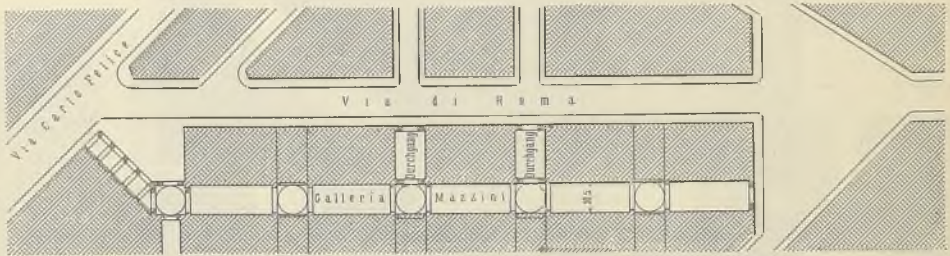 Via Carlo Felice
Via di Roma
Durchgang
Durchgang
Galleria
Mazzini